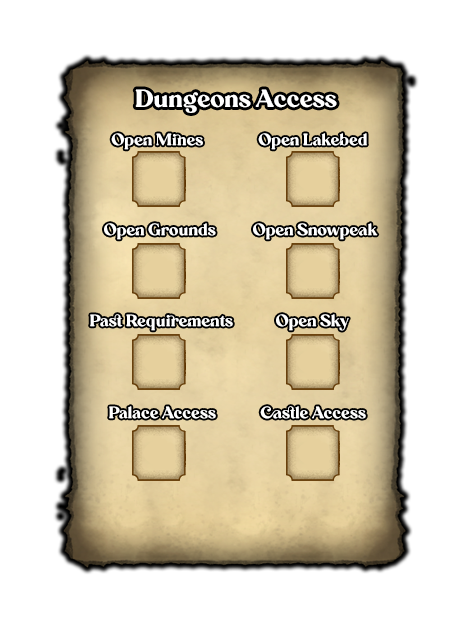 Dungeons Access
Open Mines
Open Lakebed
Open Grounds
Open Snowpeak
Past Requirements
Open Sky
Palace Access
Castle Access